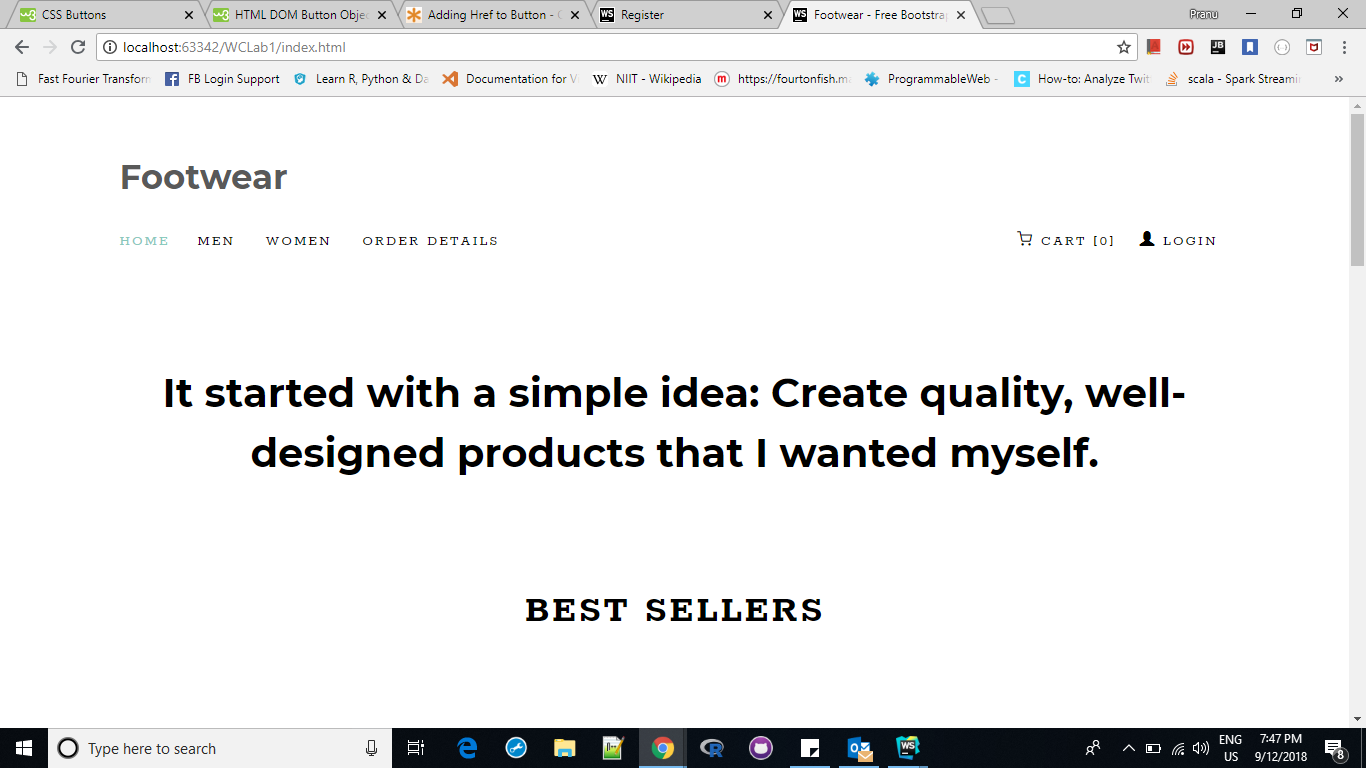 CSS Buttons
HTML DOM Button Objec
Adding Href to Button -
Register
Footwear - Free Bootstrap
Pranu
localhost:63342/WCLab1/index.html
Fast Fourier Transform
FB Login Support
Learn R, Python & Da
Documentation for V
NIIT - Wikipedia
https://fourtonfish.m
ProgrammableWeb -
How-to: Analyze Twit
scala - Spark Streamin
»
Footwear
HOME
MEN
WOMEN
ORDER DETAILS
CART [0]
LOGIN
It started with a simple idea: Create quality, well-
designed products that I wanted myself.
BEST SELLERS
Type here to search
ENG
US
7:47 PM
9/12/2018
8